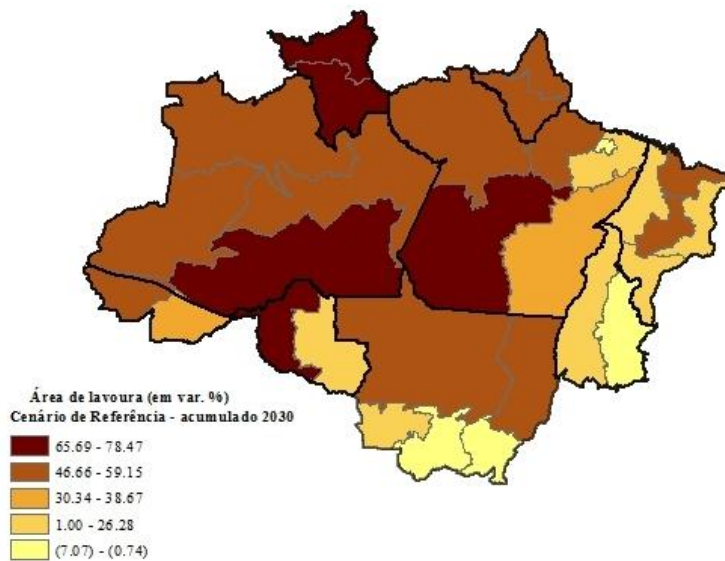 Área de lavoura (em var. %)
Cenário de Referência - acumulado 2030
65.69 - 78.47
46.66 - 59.15
30.34 - 38.67
1.00 - 26.28
(7.07) - (0.74)